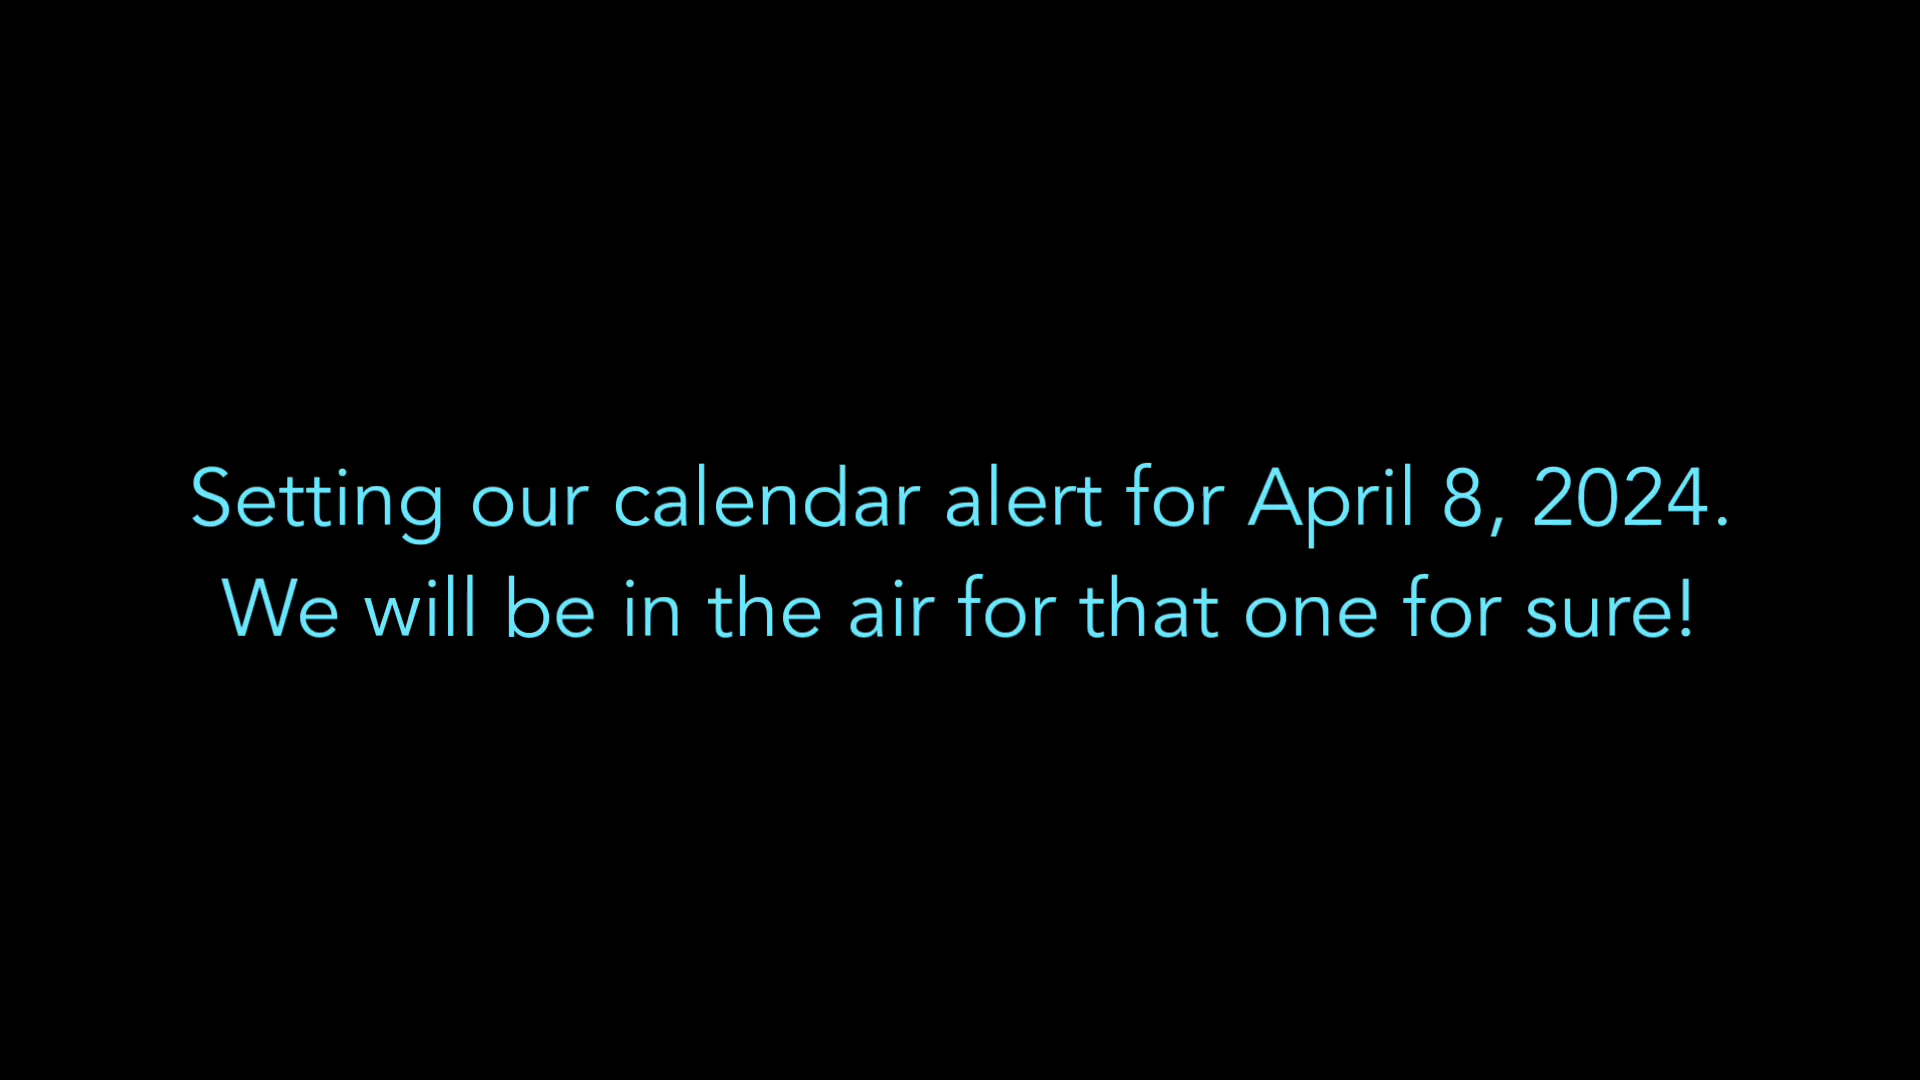 Setting our calendar alert for April 8, 2024.
We will be in the air for that one for sure!